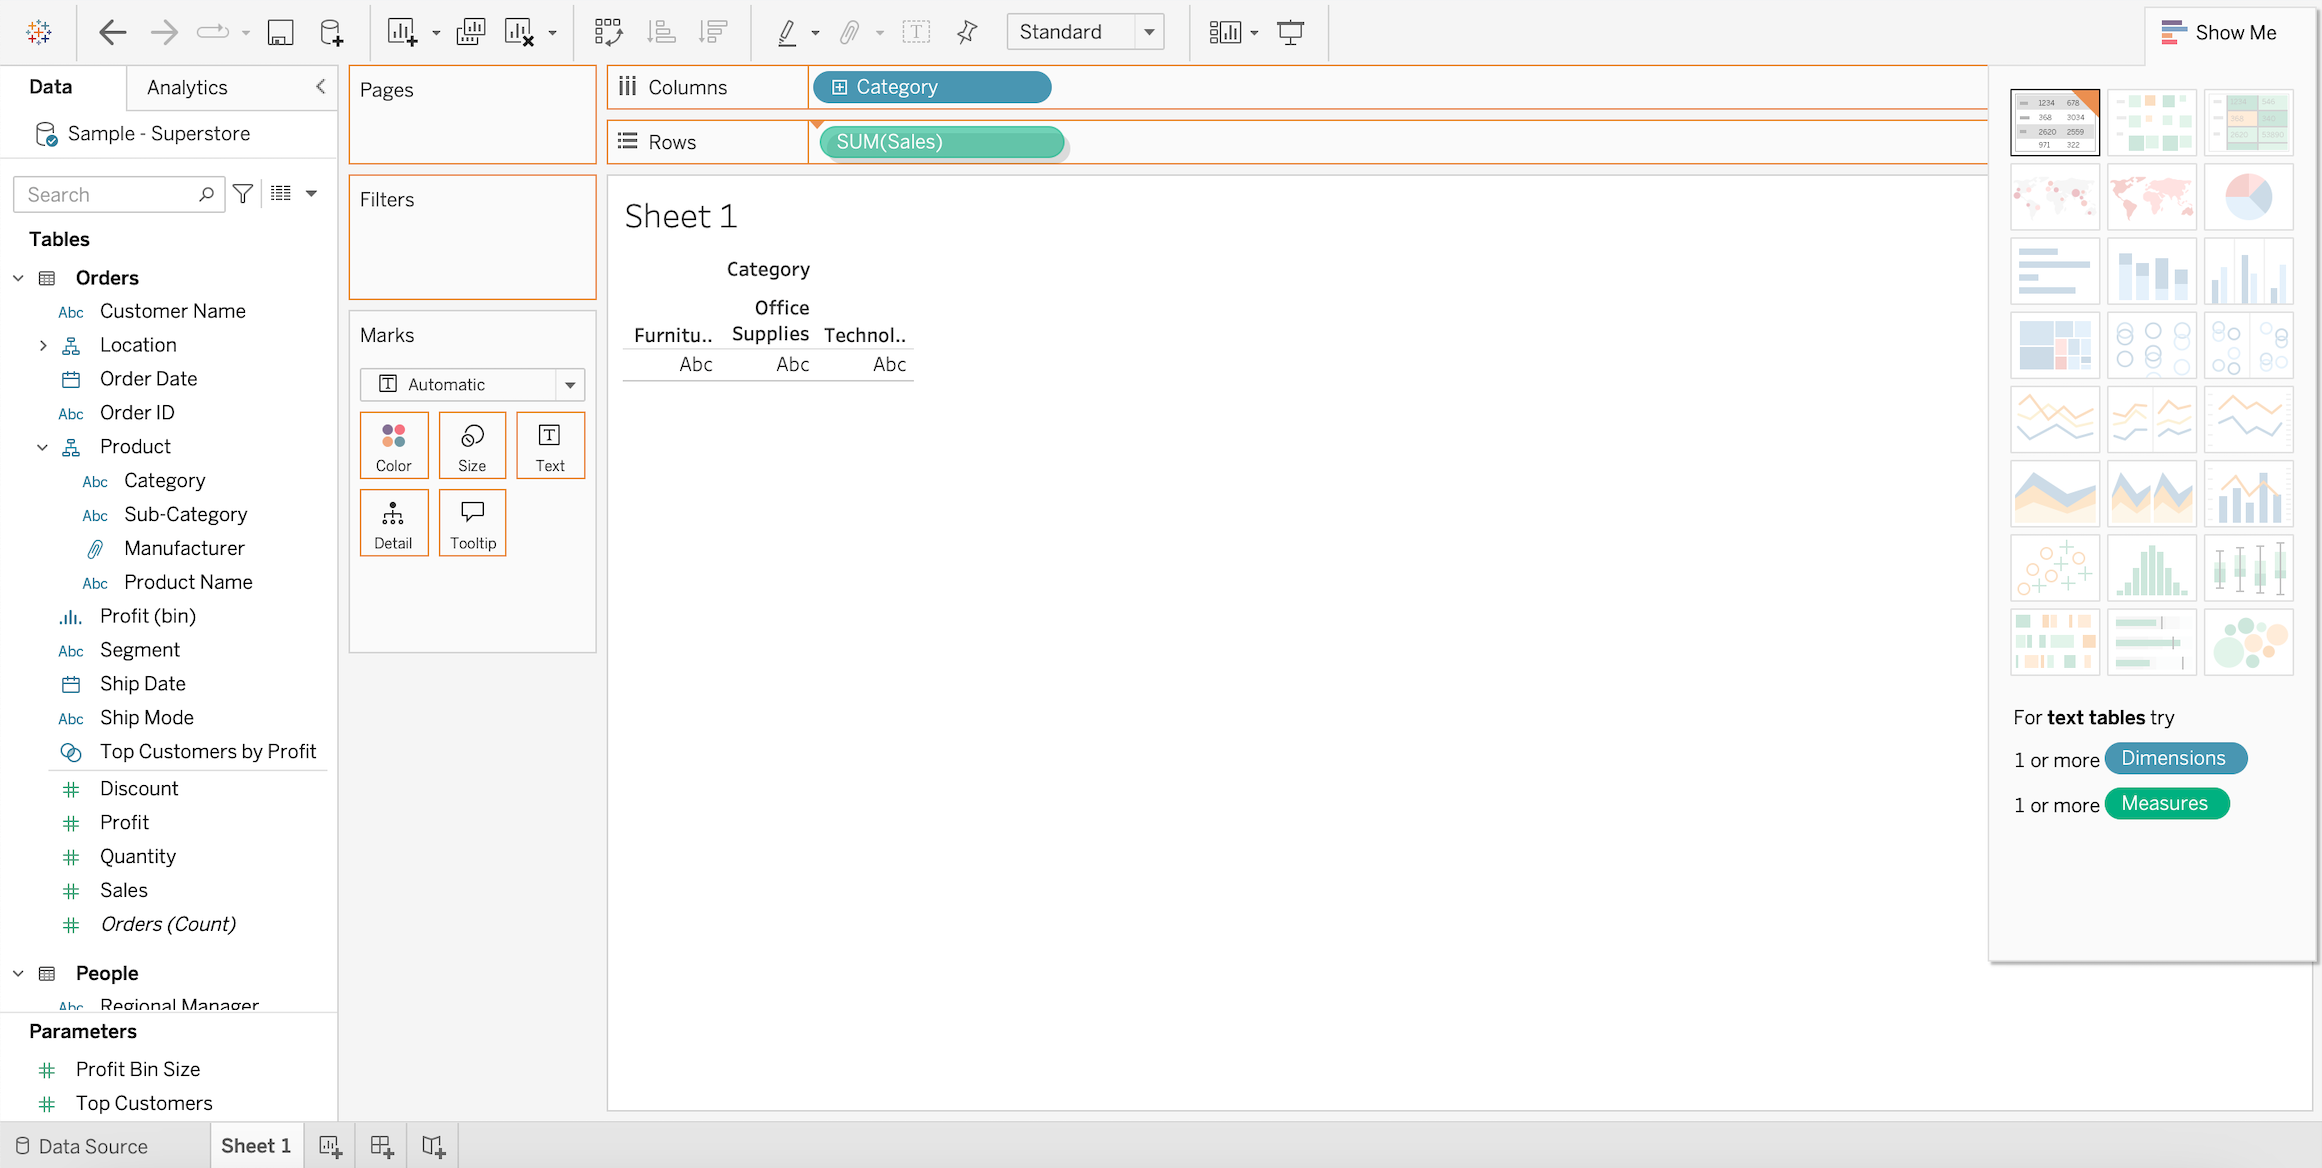 Standard
Show Me
Data
Analytics
Sample - Superstore
Search
Tables
Orders
Abc Customer Name
Location
Order Date
Abc Order ID
Product
Abc Category
Abc Sub-Category
Manufacturer
Abc Product Name
Profit (bin)
Abc Segment
Ship Date
Abc Ship Mode
Top Customers by Profit
Discount
Profit
Quantity
Sales
Orders (Count)
People
Abc Regional Manager
Parameters
Profit Bin Size
Top Customers
Pages
Filters
Marks
Automatic
Color Size Text
Detail Tooltip
Columns Category
Rows SUM(Sales)
Sheet 1
Category
Office
Furnitu.. Supplies Technol..
Abc Abc Abc
1234 678
368 3034
2620 2559
971 322
For text tables try
1 or more Dimensions
1 or more Measures
Data Source
Sheet 1